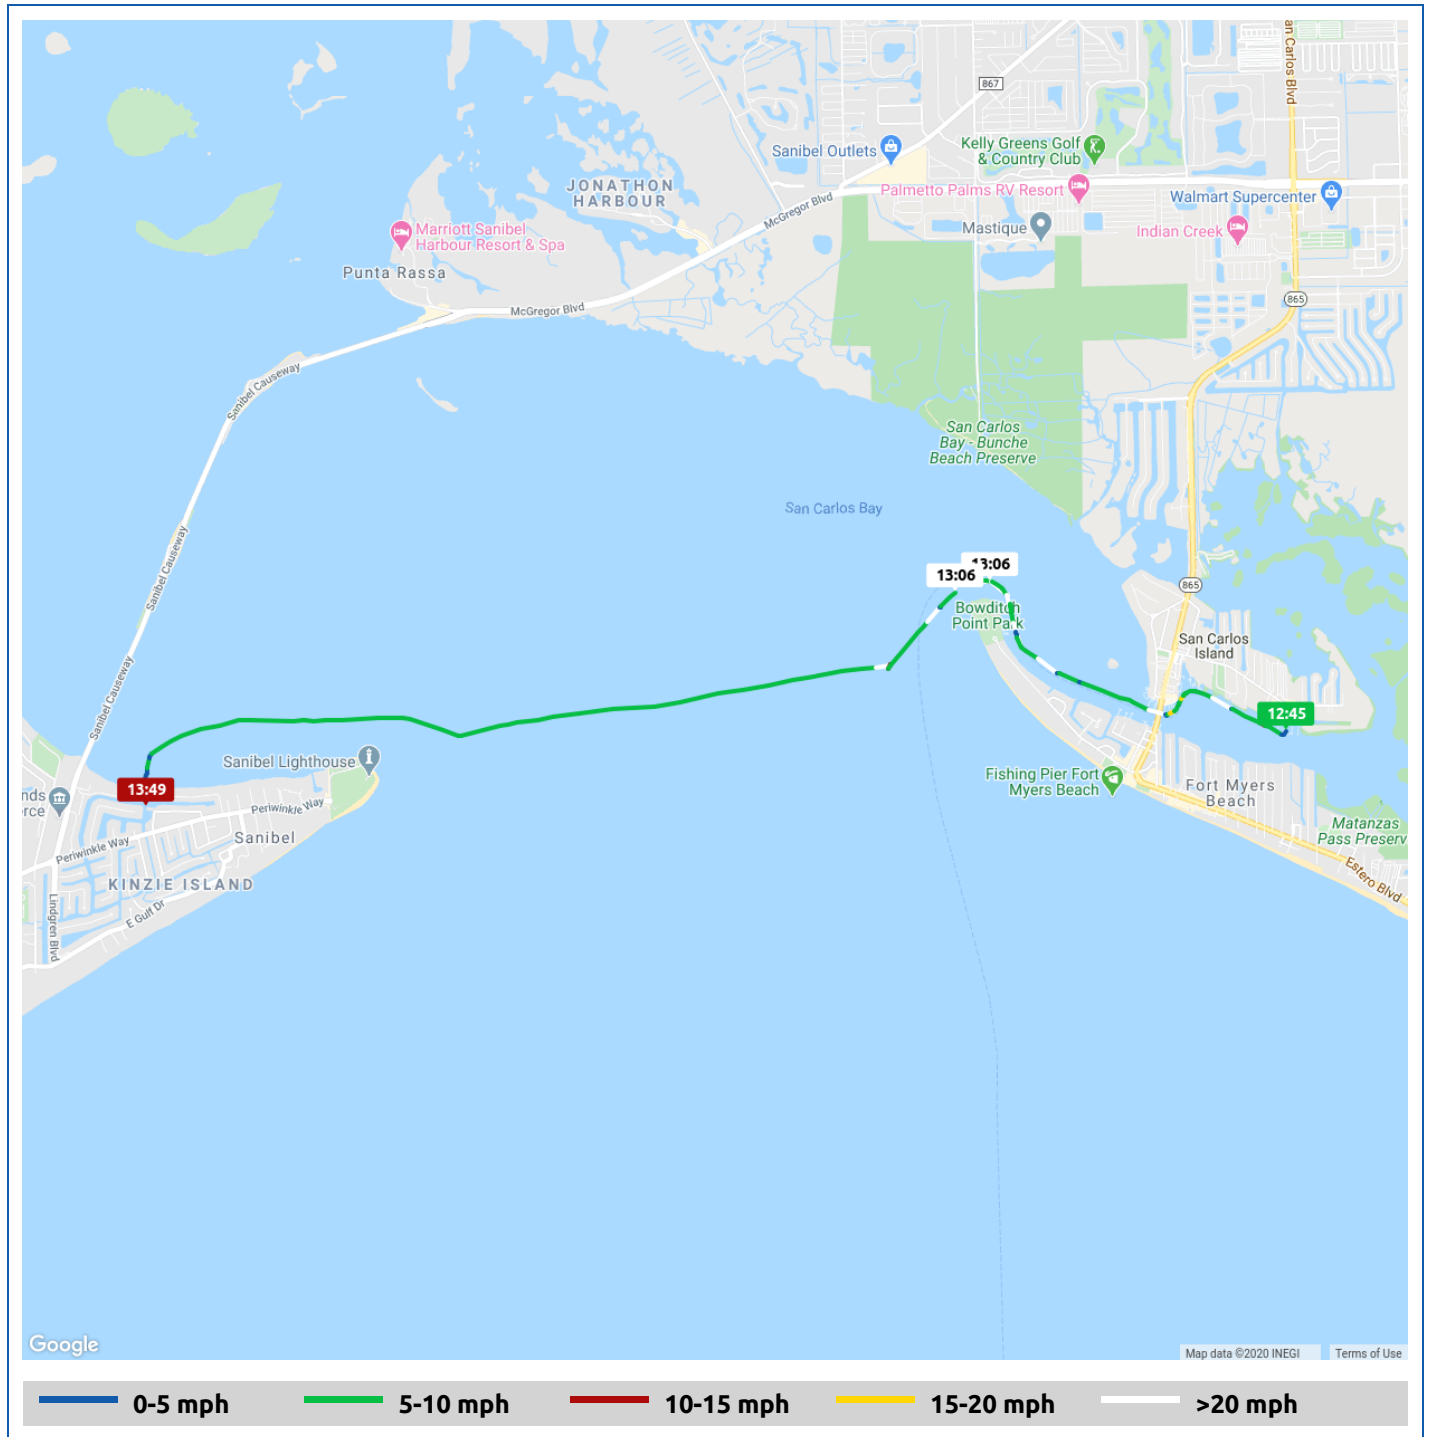 an Carlos Blvd
867
Sanibel Outlets
Kelly Greens Golf
& Country Club
JONATHON
HARBOUR
Palmetto Palms RV Resort
Walmart Supercenter
McGregor Blvd
Mastique
Indian Creek
Marriott Sanibel
Harbour Resort & Spa
Punta Rassa
865
McGregor Blvd
Sanibel Causeway
San Carlos
Bay - Bunche
Beach Preserve
San Carlos Bay
Sanibel Causeway
13:06
13:06
865
Bowditch
Point Park
San Carlos
Island
Sanibel Causeway
12:45
Sanibel Lighthouse
13:49
Fishing Pier Fort
Myers Beach
Fort Myers
Beach
nds
rce
Periwinkle Way
Matanzas
Pass Preserv
Sanibel
Periwinkle Way
Estero Blvd
KINZIE ISLAND
E Gulf Dr
Lindgren Blvd
Google
Map data ©2020 INEGI
Terms of Use
0-5 mph
5-10 mph
10-15 mph
15-20 mph
>20 mph